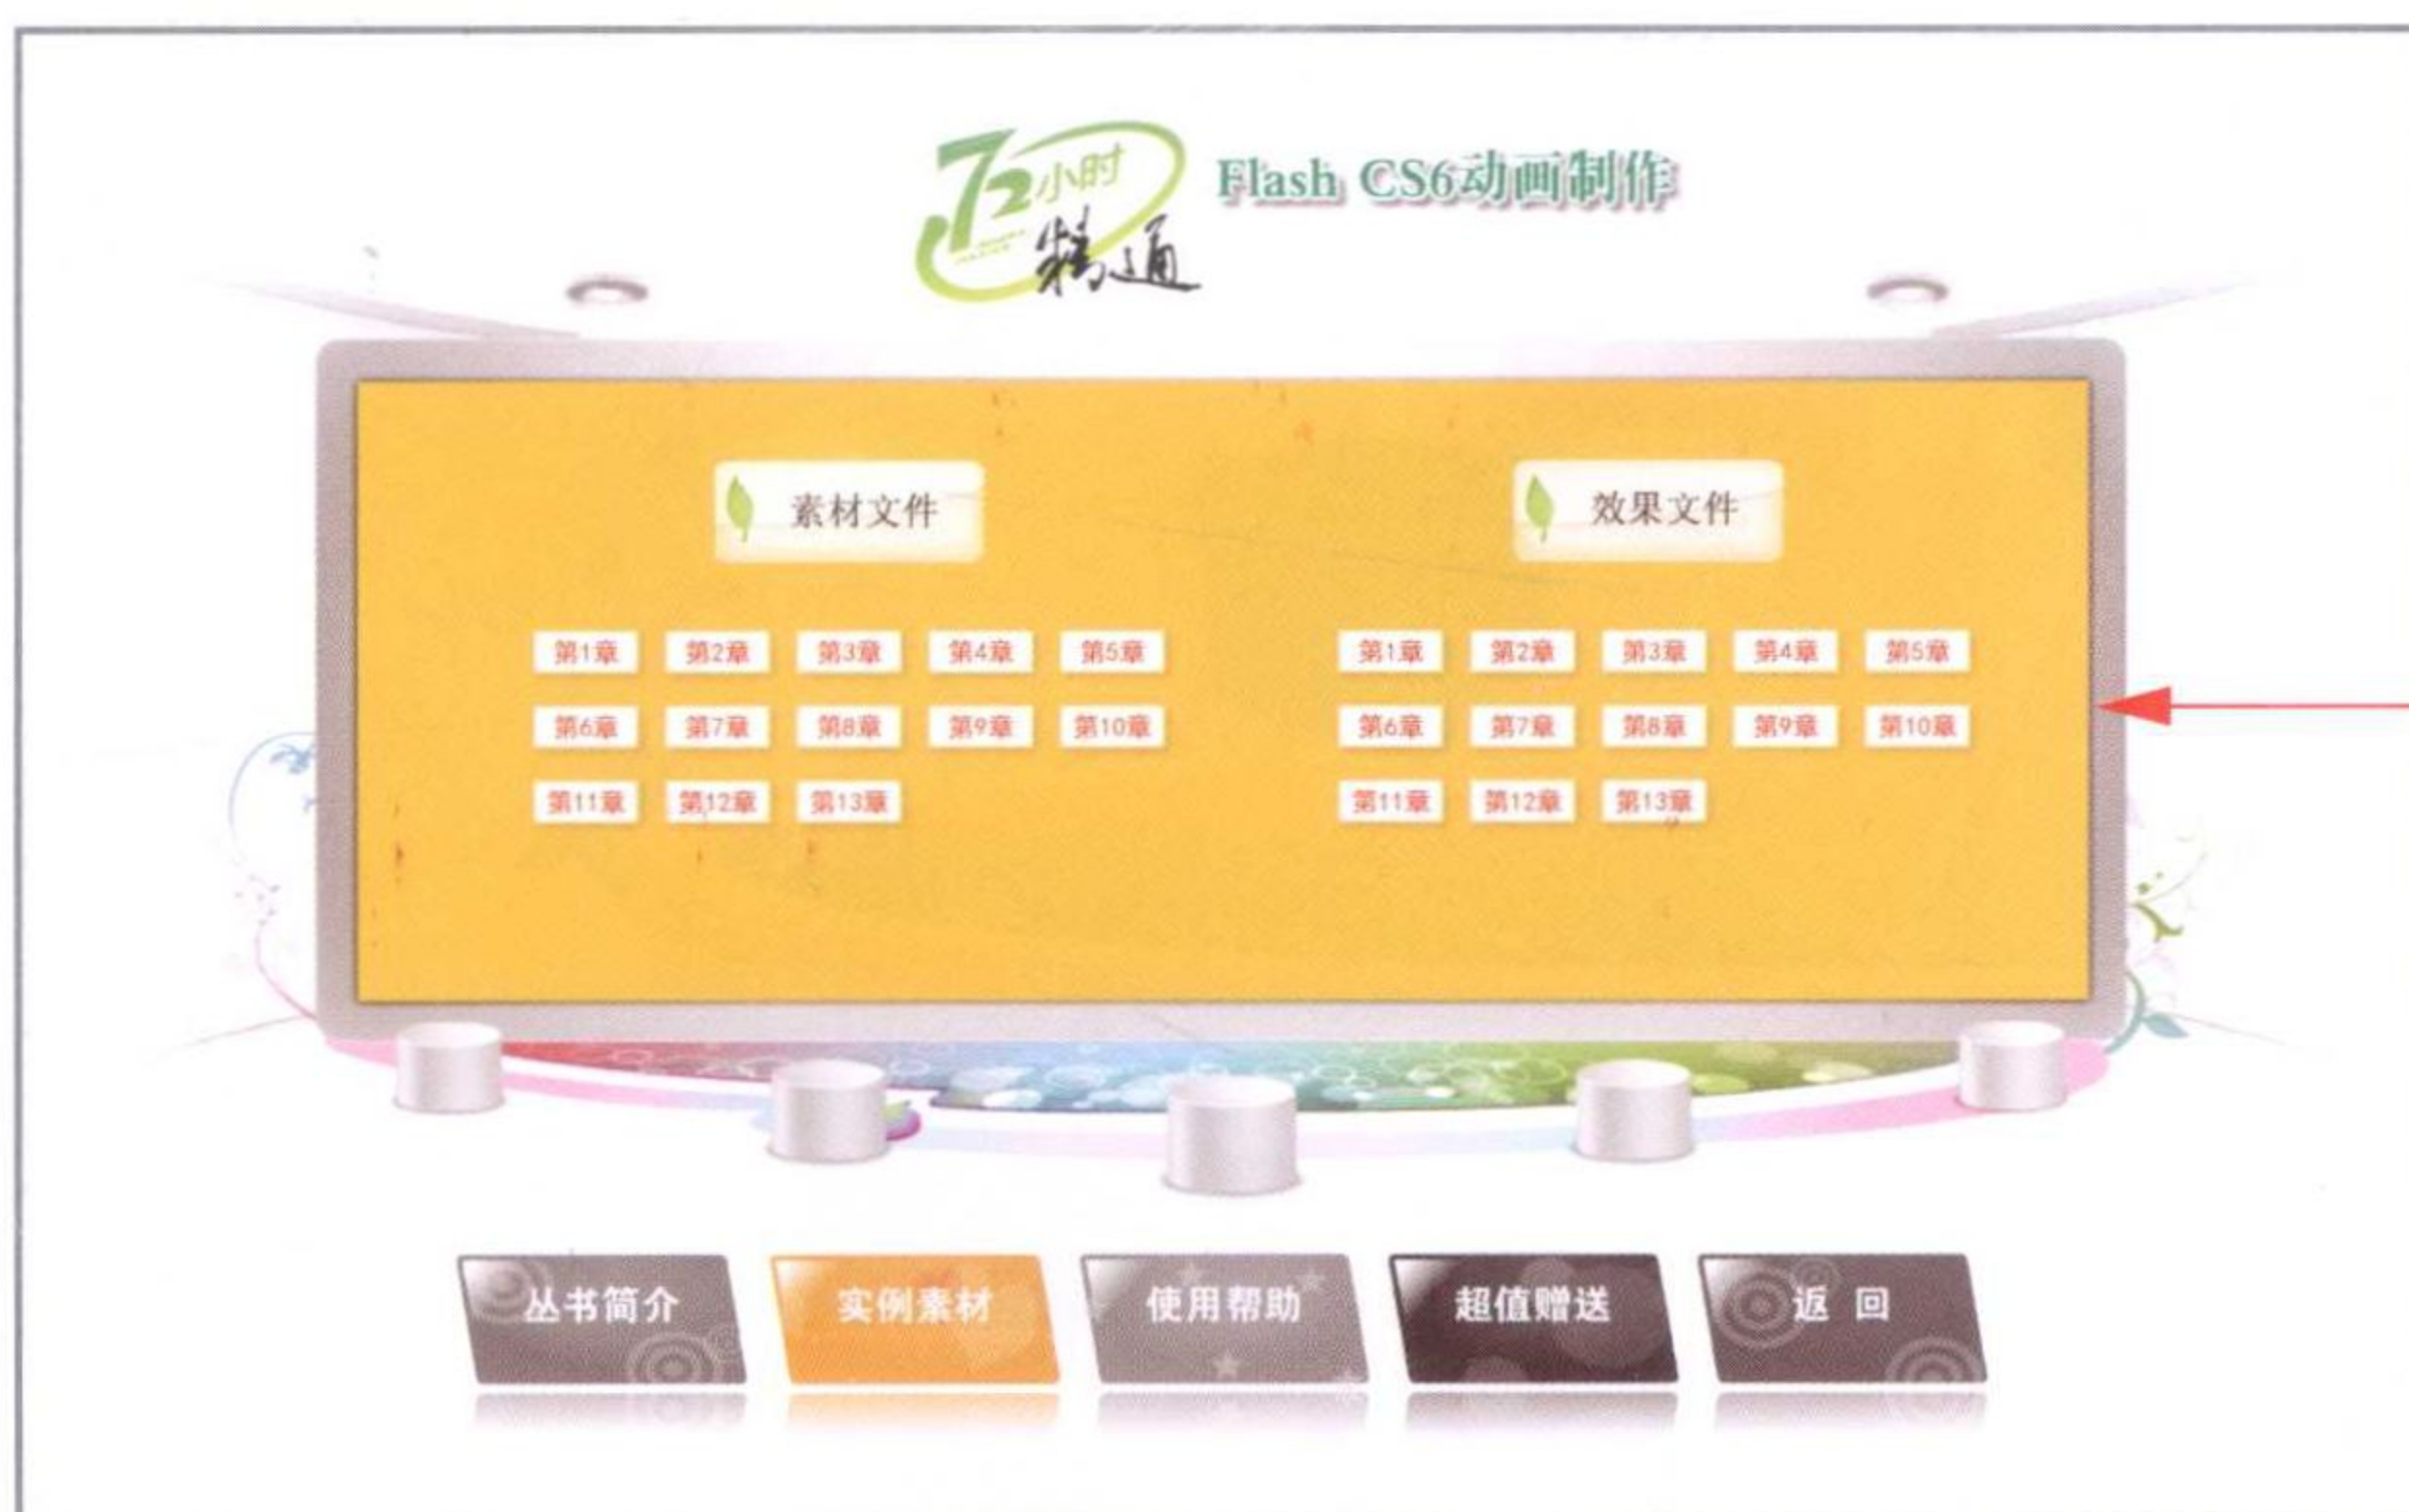 72小时
精通
Flash CS6动画制作
素材文件
第1章 第2章 第3章 第4章 第5章
第6章 第7章 第8章 第9章 第10章
第11章 第12章 第13章
效果文件
第1章 第2章 第3章 第4章 第5章
第6章 第7章 第8章 第9章 第10章
第11章 第12章 第13章
丛书简介 实例素材 使用帮助 超值赠送 返 回